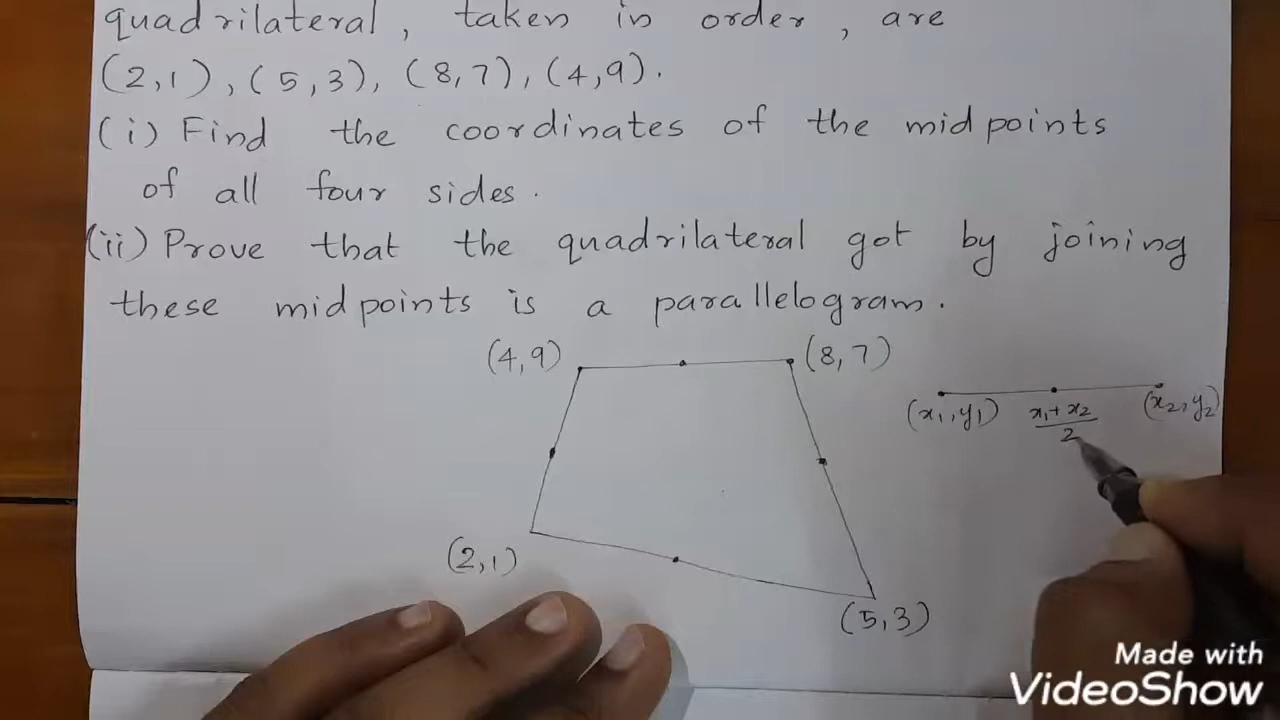 quadrilateral, taken in order, are
(2,1), (5,3), (8,7), (4,9).
(i) Find the coordinates of the midpoints
of all four sides.
(ii) Prove that the quadrilateral got by joining
these midpoints is a parallelogram.
(4,9) (8,7)
(x1,y1) x1+x2/2 (x2,y2)
(2,1)
(5,3)
Made with
VideoShow